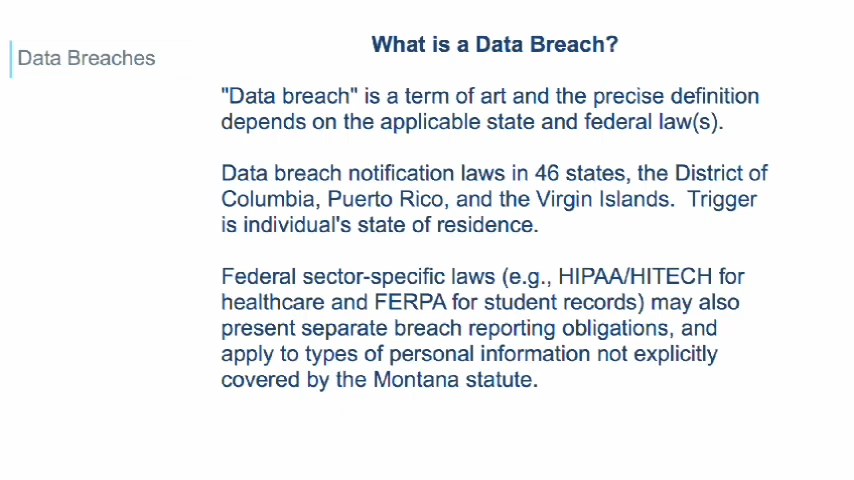 What is a Data Breach?
Data Breaches
"Data breach" is a term of art and the precise definition
depends on the applicable state and federal law(s).
Data breach notification laws in 46 states, the District of
Columbia, Puerto Rico, and the Virgin Islands. Trigger
is individual's state of residence.
Federal sector-specific laws (e.g., HIPAA/HITECH for
healthcare and FERPA for student records) may also
present separate breach reporting obligations, and
apply to types of personal information not explicitly
covered by the Montana statute.